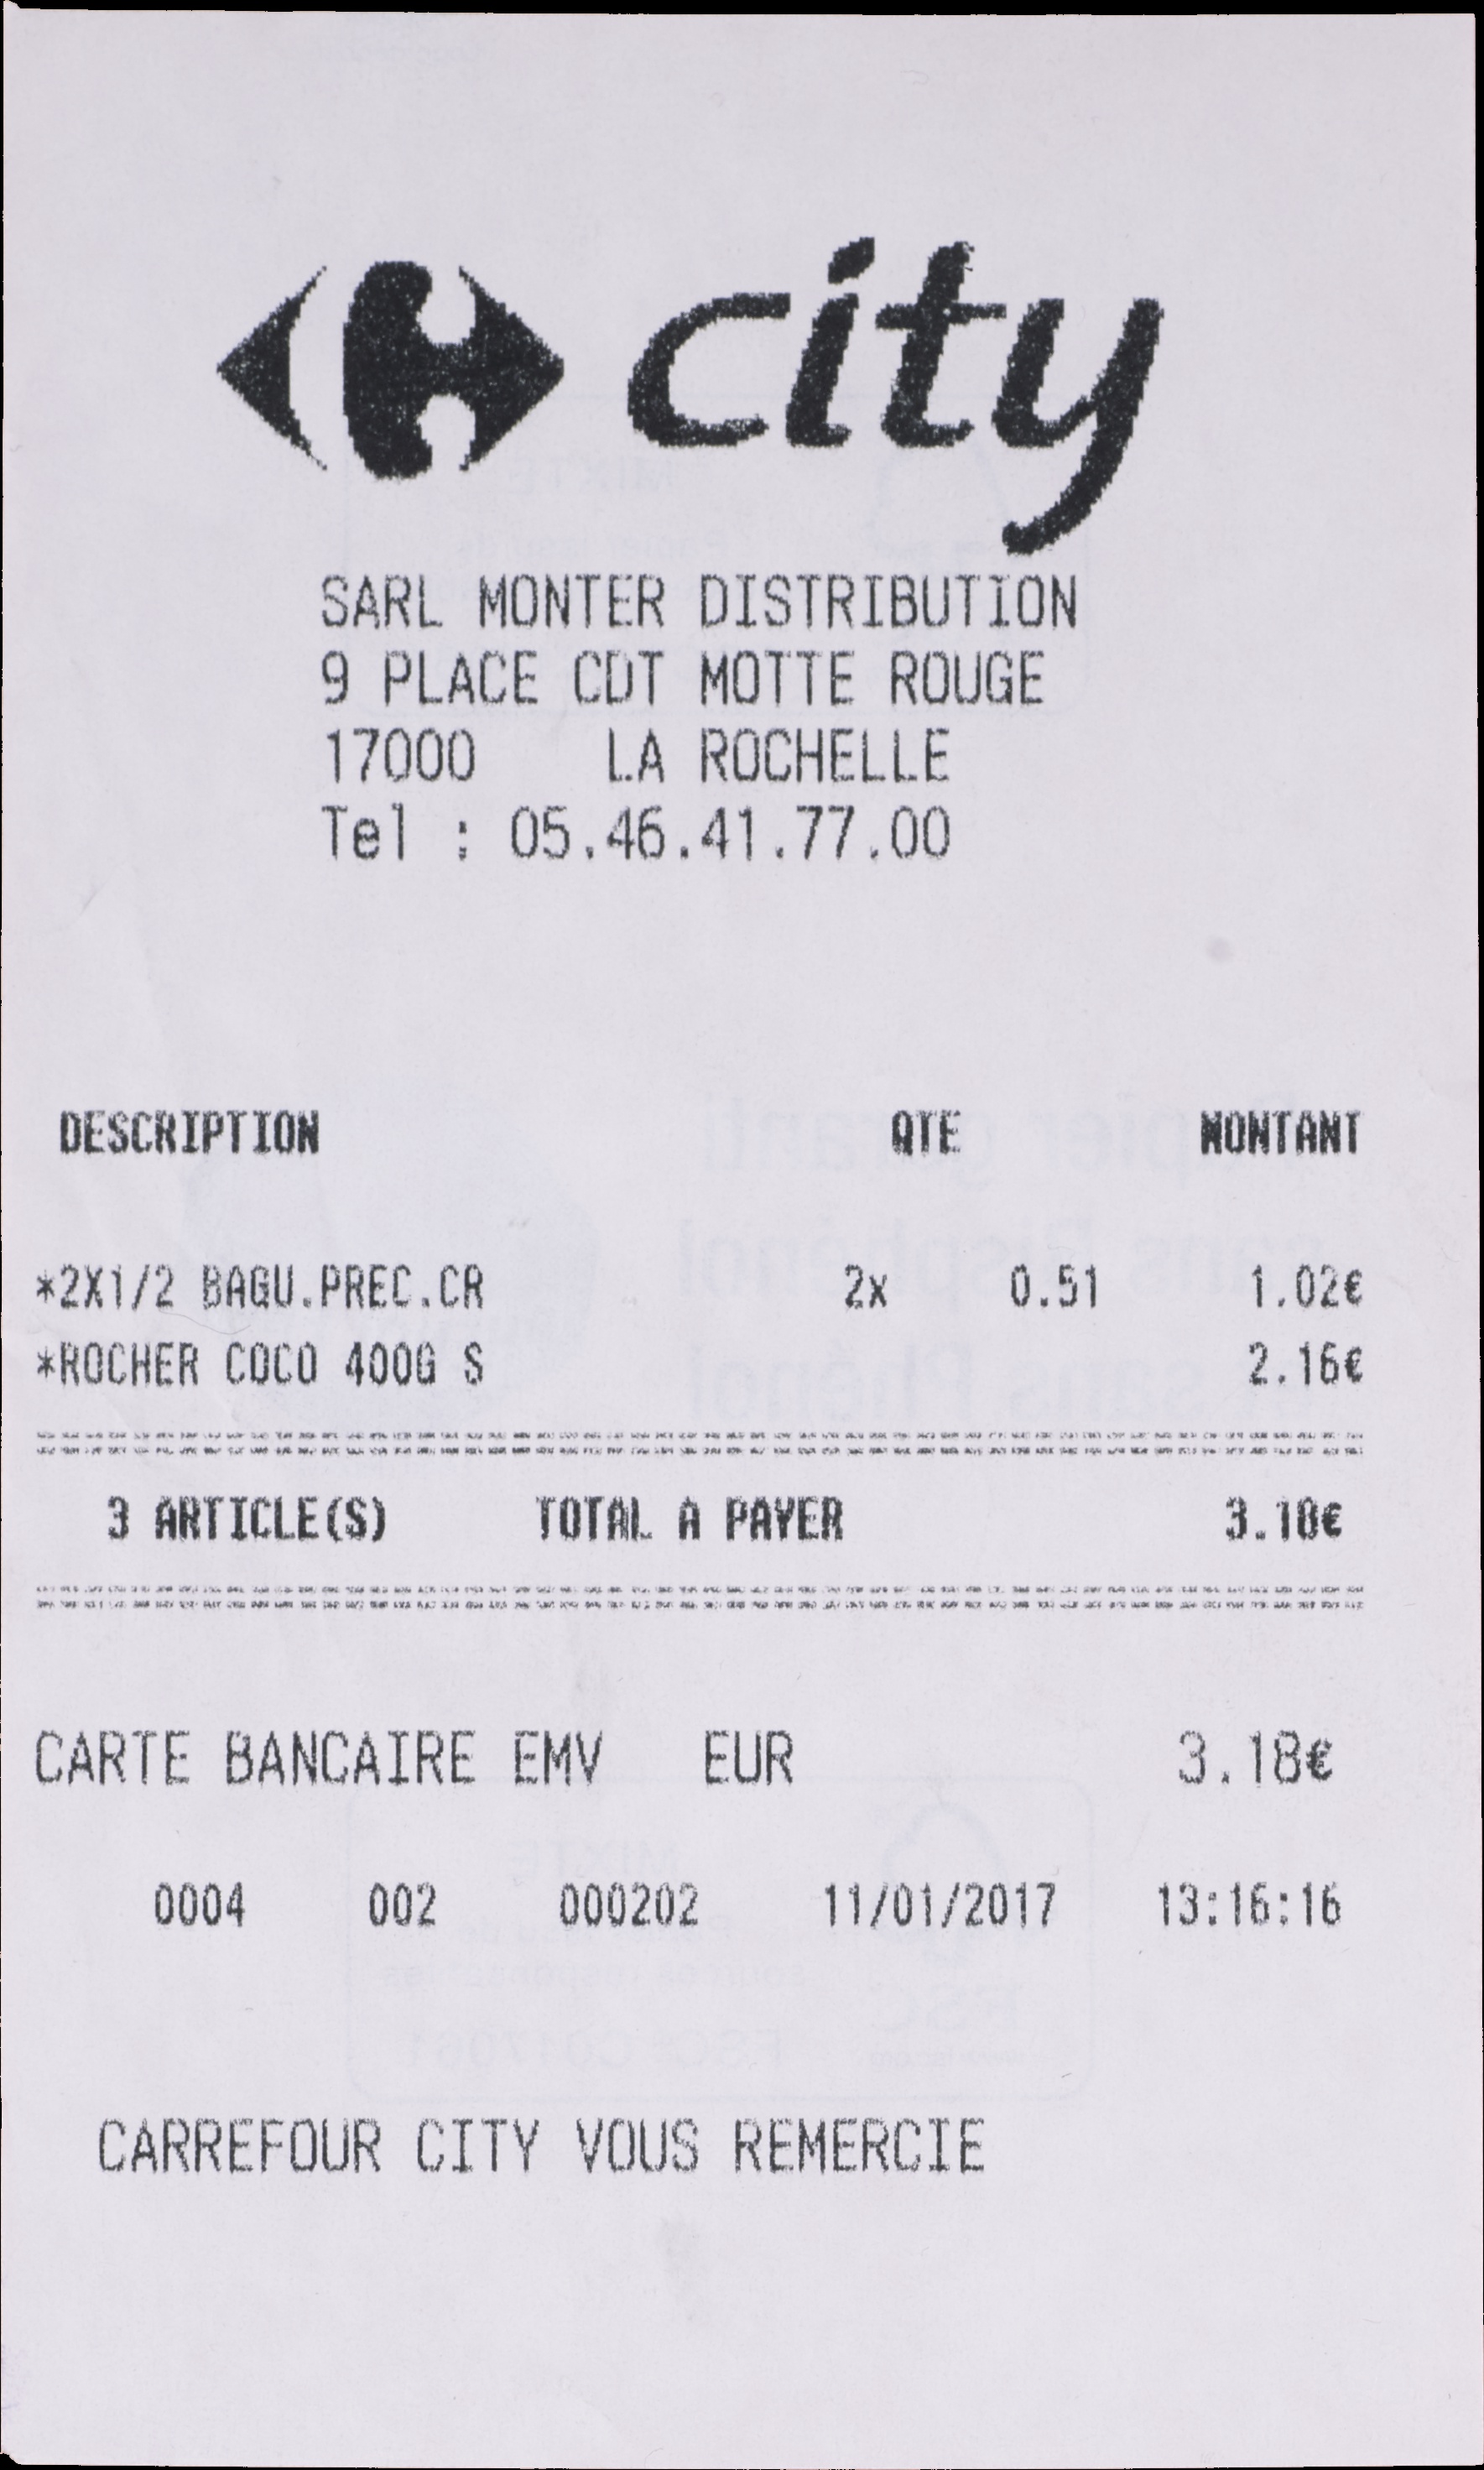 city
SARL MONTER DISTRIBUTION
9 PLACE CDT MOTTE ROUGE
17000 LA ROCHELLE
Tel : 05.46.41.77.00
DESCRIPTION QTE MONTANT
*2X1/2 BAGU.PREC.CR 2x 0.51 1.02€
*ROCHER COCO 400G S 2.16€
3 ARTICLE(S) TOTAL A PAYER 3.18€
CARTE BANCAIRE EMV EUR 3.18€
0004 002 000202 11/01/2017 13:16:16
CARREFOUR CITY VOUS REMERCIE